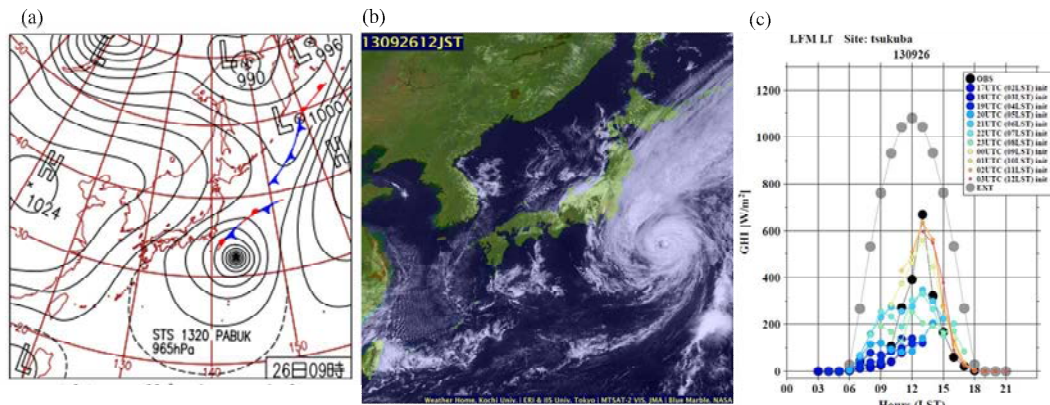 (a)
(b)
(c)
L
L
990
L
996
L
1000
H
H
1024
STS 1320 PABUK
965hPa
130
140
150
26日09時
13092612JST
Weather Home, Kochi Univ. | ERI & IIS Univ. Tokyo | MTSAT-2 VIS, JMA | Blue Marble, NASA
LFM Lf Site: tsukuba
130926
OBS
17UTC (02LST) init
18UTC (03LST) init
19UTC (04LST) init
20UTC (05LST) init
21UTC (06LST) init
22UTC (07LST) init
23UTC (08LST) init
00UTC (09LST) init
01UTC (10LST) init
02UTC (11LST) init
03UTC (12LST) init
EXT
GHI [W/m²]
1200
1000
800
600
400
200
0
00 03 06 09 12 15 18 21 00
Hours (LST)